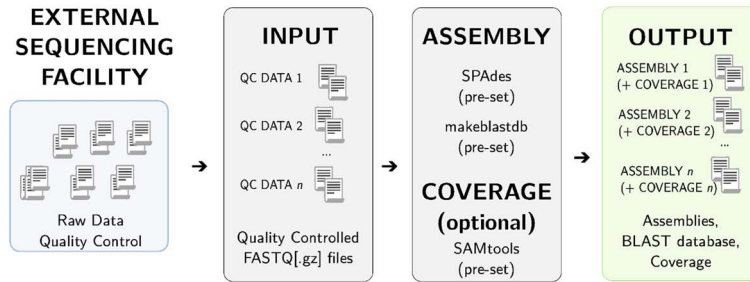 EXTERNAL
SEQUENCING
FACILITY
Raw Data
Quality Control
INPUT
QC DATA 1
QC DATA 2
...
QC DATA n
Quality Controlled
FASTQ[.gz] files
ASSEMBLY
SPAdes
(pre-set)
makeblastdb
(pre-set)
COVERAGE
(optional)
SAMtools
(pre-set)
OUTPUT
ASSEMBLY 1
(+ COVERAGE 1)
ASSEMBLY 2
(+ COVERAGE 2)
...
ASSEMBLY n
(+ COVERAGE n)
Assemblies,
BLAST database,
Coverage